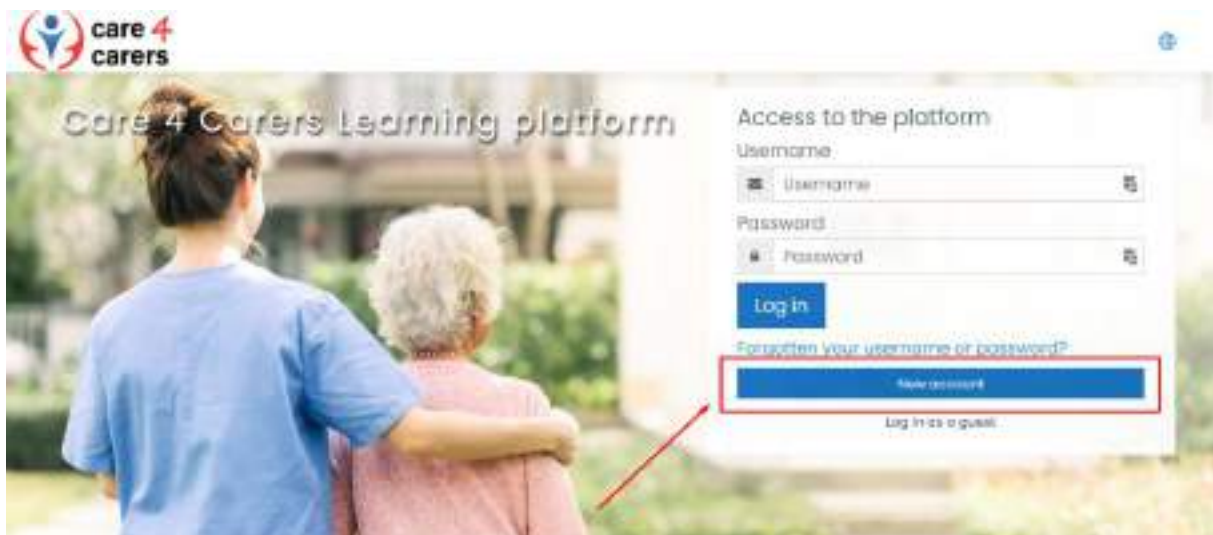 care 4
carers
Care 4 Carers Learning platform
Access to the platform
Username
Username
Password
Password
Log in
Forgotten your username or password?
New account
Log in as a guest